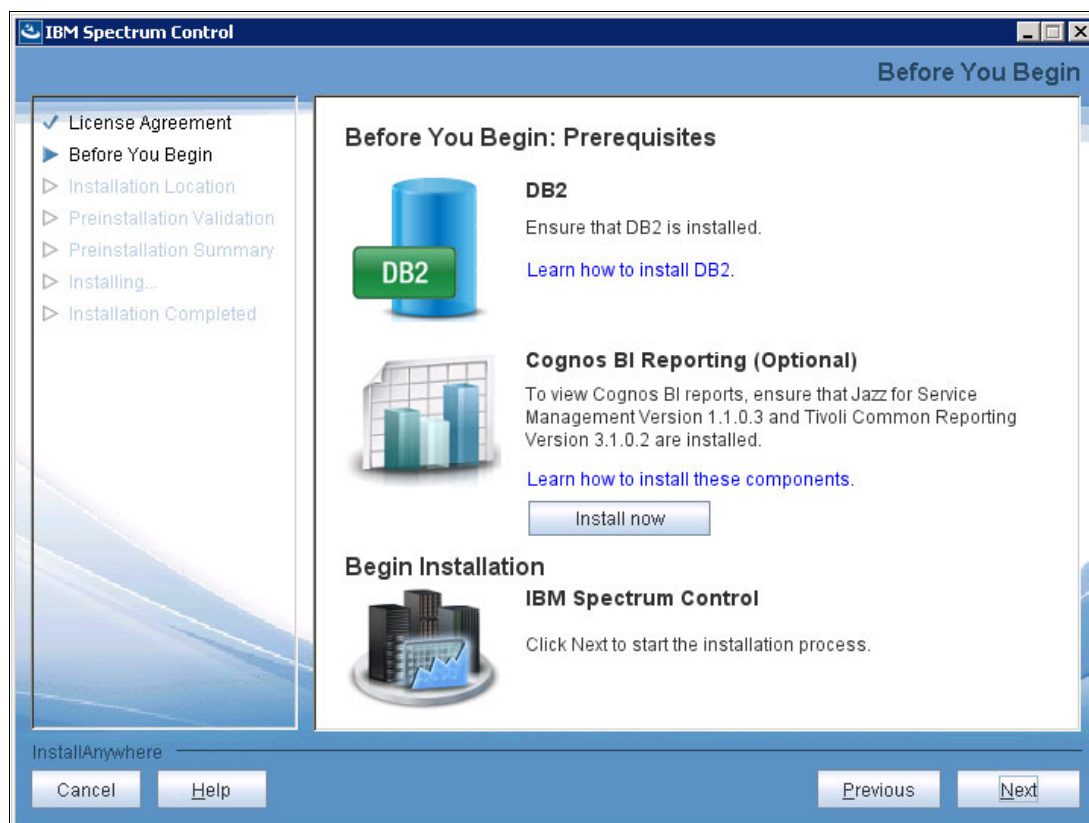 IBM Spectrum Control
Before You Begin
License Agreement
Before You Begin
Installation Location
Preinstallation Validation
Preinstallation Summary
Installing...
Installation Completed
Before You Begin: Prerequisites
DB2
DB2
Ensure that DB2 is installed.
Learn how to install DB2.
Cognos BI Reporting (Optional)
To view Cognos BI reports, ensure that Jazz for Service
Management Version 1.1.0.3 and Tivoli Common Reporting
Version 3.1.0.2 are installed.
Learn how to install these components.
Install now
Begin Installation
IBM Spectrum Control
Click Next to start the installation process.
InstallAnywhere
Cancel
Help
Previous
Next